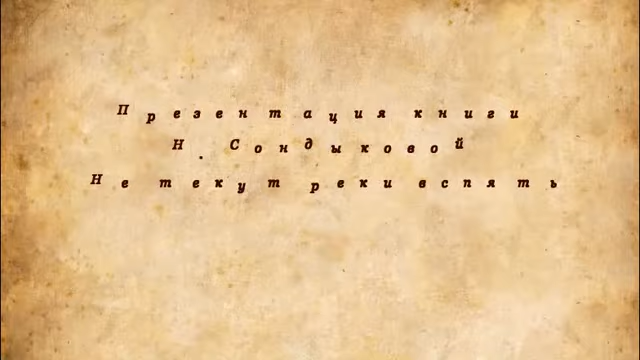 Презентация книги
Н. Сондыковой
Не текут реки вспять